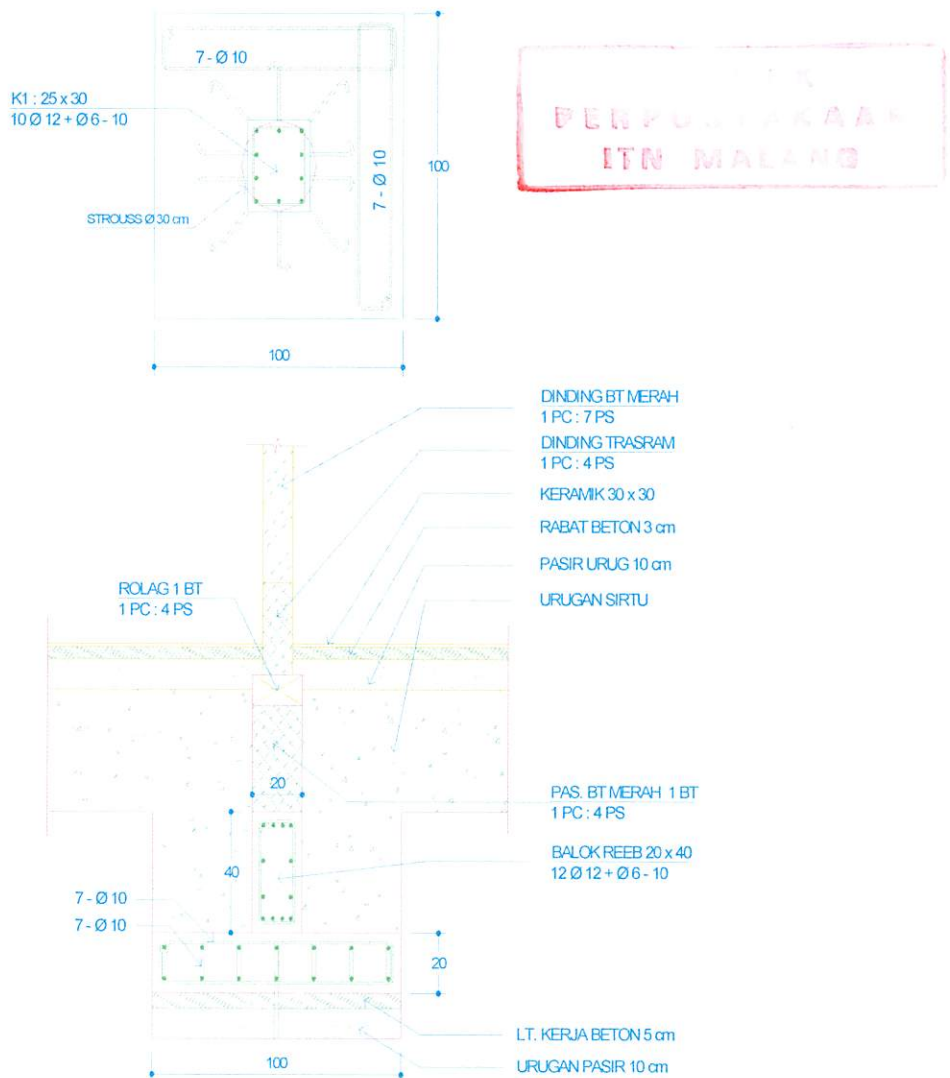 7 - Ø 10
K1 : 25 x 30
10 Ø 12 + Ø 6 - 10
7 - Ø 10
100
STROUSS Ø 30 cm
100
PERPUSTAKAAN
ITN MALANG
DINDING BT MERAH
1 PC : 7 PS
DINDING TRASRAM
1 PC : 4 PS
KERAMIK 30 x 30
RABAT BETON 3 cm
PASIR URUG 10 cm
URUGAN SIRTU
ROLAG 1 BT
1 PC : 4 PS
20
PAS. BT MERAH 1 BT
1 PC : 4 PS
BALOK REEB 20 x 40
12 Ø 12 + Ø 6 - 10
40
7 - Ø 10
7 - Ø 10
20
LT. KERJA BETON 5 cm
100
URUGAN PASIR 10 cm